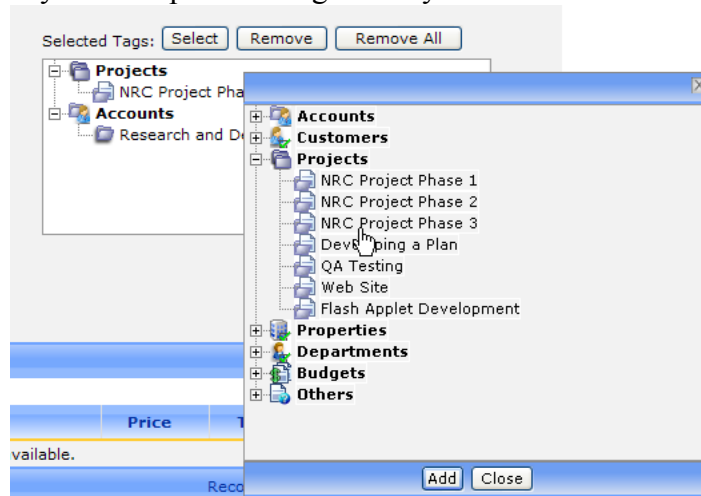 Selected Tags: Select Remove Remove All
Projects
NRC Project Pha
Accounts
Research and D
Accounts
Customers
Projects
NRC Project Phase 1
NRC Project Phase 2
NRC Project Phase 3
Developing a Plan
QA Testing
Web Site
Flash Applet Development
Properties
Departments
Budgets
Others
Price T
vailable.
Reco
Add Close